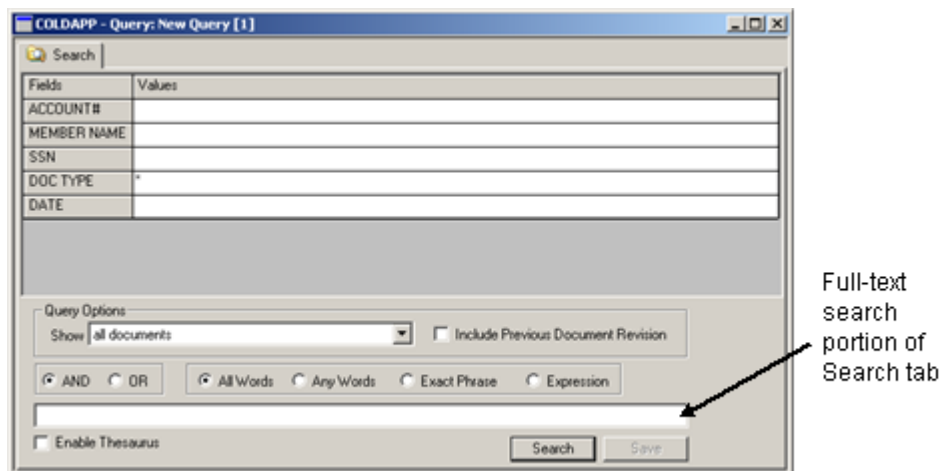 COLDAPP - Query: New Query [1]
Search
Fields Values
ACCOUNT#
MEMBER NAME
SSN
DOC TYPE *
DATE
Query Options
Show all documents Include Previous Document Revision
AND OR All Words Any Words Exact Phrase Expression
Enable Thesaurus Search Save
Full-text
search
portion of
Search tab